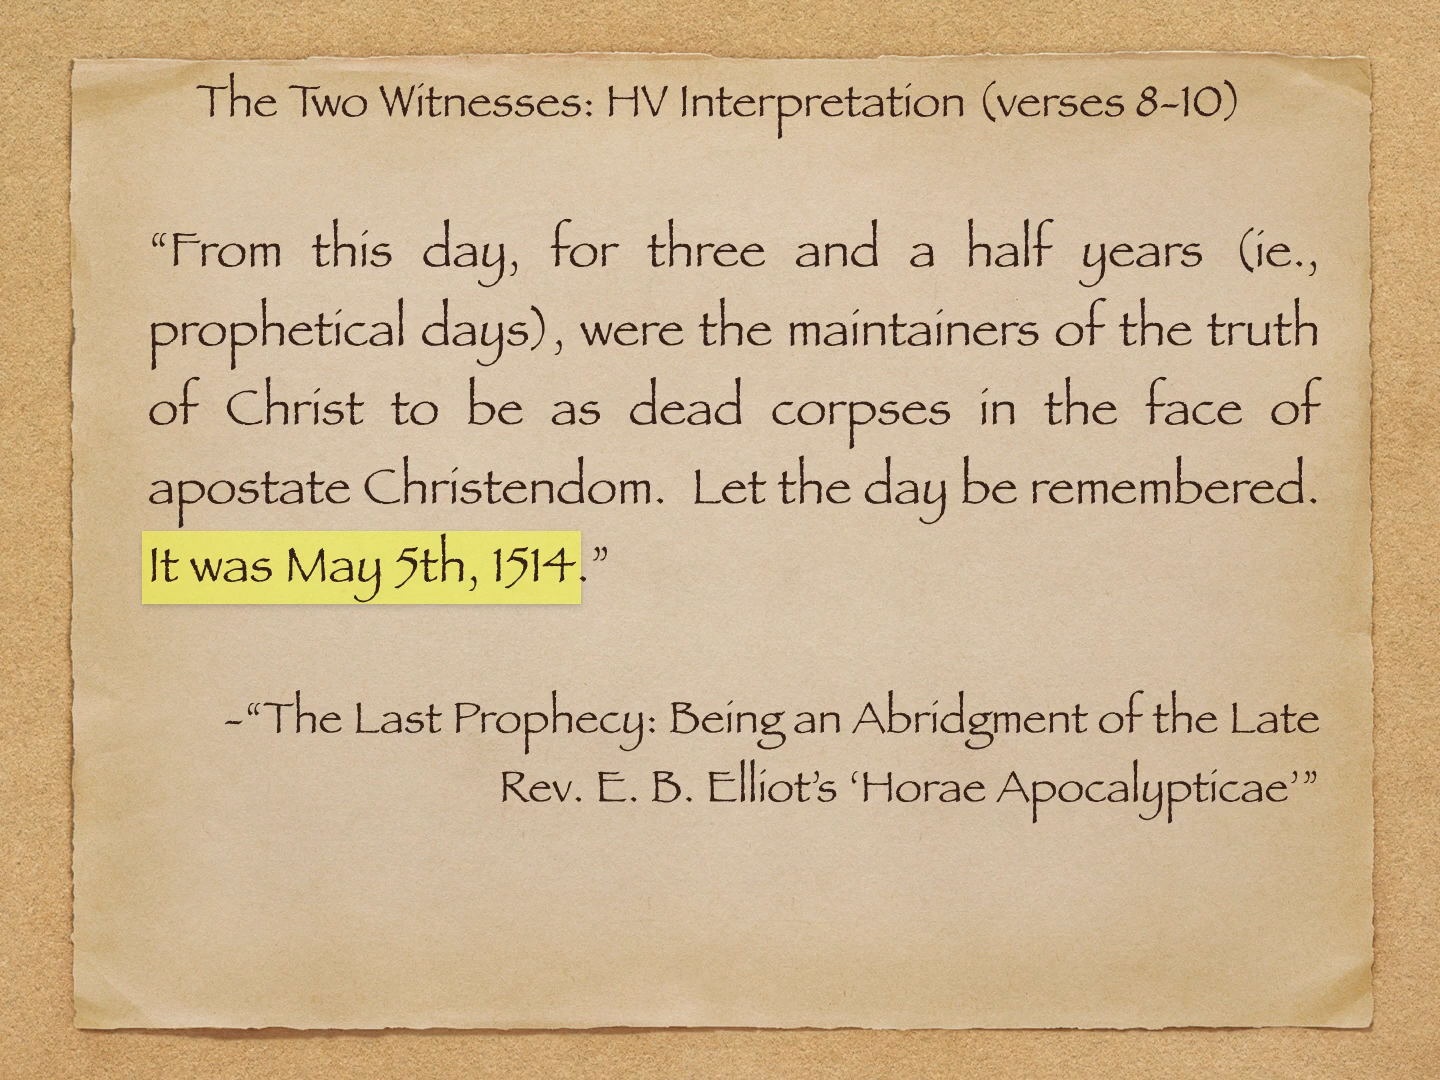 The Two Witnesses: HV Interpretation (verses 8-10)
“From this day, for three and a half years (ie.,
prophetical days), were the maintainers of the truth
of Christ to be as dead corpses in the face of
apostate Christendom. Let the day be remembered.
It was May 5th, 1514.”
-“The Last Prophecy: Being an Abridgment of the Late
Rev. E. B. Elliot’s ‘Horae Apocalypticae’”